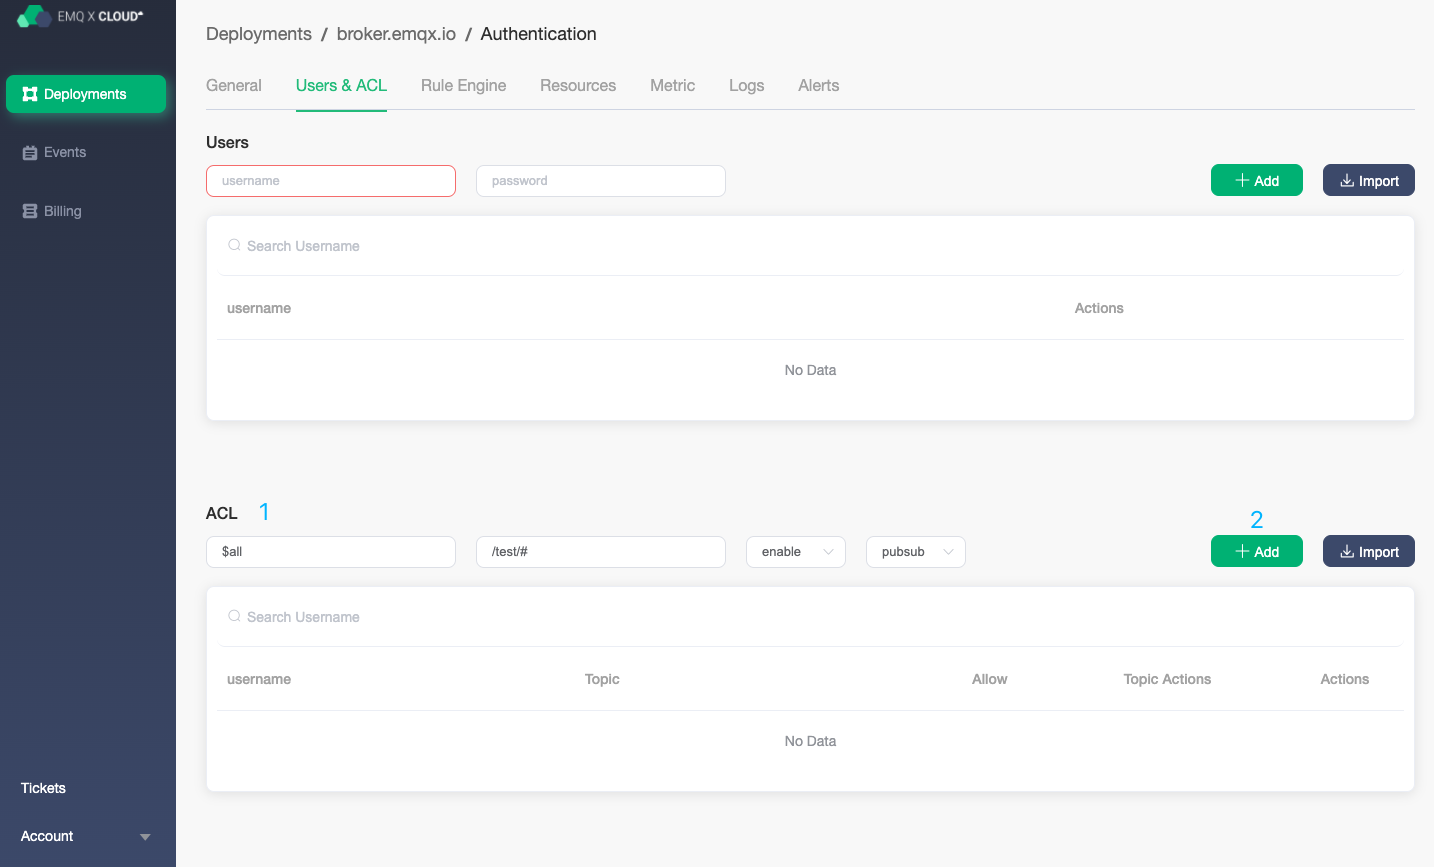 EMQ X CLOUD
Deployments / broker.emqx.io / Authentication
Deployments
General Users & ACL Rule Engine Resources Metric Logs Alerts
Events
Billing
Users
username password + Add Import
Search Username
username Actions
No Data
ACL 1 2
$all /test/# enable pubsub + Add Import
Search Username
username Topic Allow Topic Actions Actions
No Data
Tickets
Account